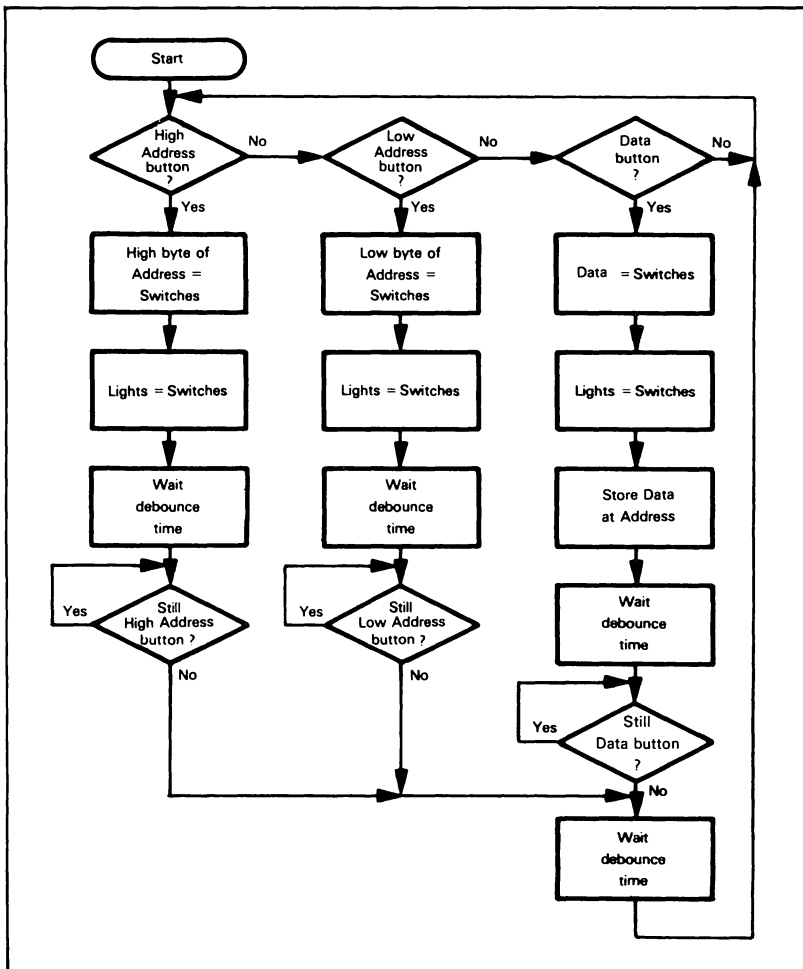 Start
High
Address
button
?
No
Low
Address
button
?
No
Data
button
?
No
Yes
Yes
Yes
High byte of
Address =
Switches
Low byte of
Address =
Switches
Data = Switches
Lights = Switches
Lights = Switches
Lights = Switches
Wait
debounce
time
Wait
debounce
time
Store Data
at Address
Yes
Still
High Address
button ?
No
Yes
Still
Low Address
button ?
No
Wait
debounce
time
Yes
Still
Data button
?
No
Wait
debounce
time